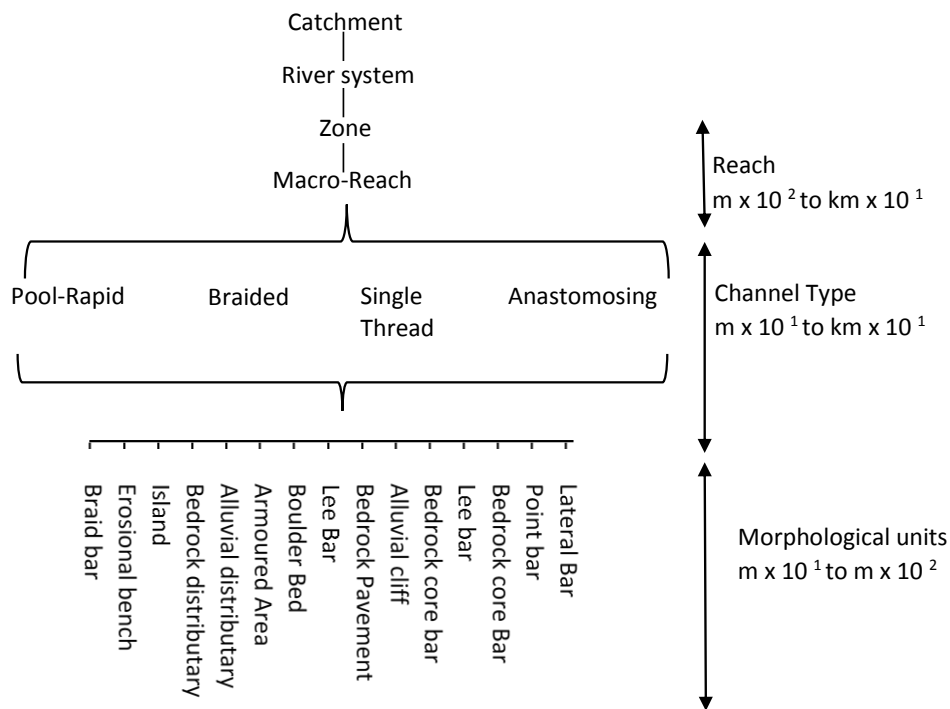 Catchment
River system
Zone
Macro-Reach
Reach
m x 10 ² to km x 10 ¹
Pool-Rapid
Braided
Single
Thread
Anastomosing
Channel Type
m x 10 ¹ to km x 10 ¹
Braid bar
Erosional bench
Island
Bedrock distributary
Alluvial distributary
Armoured Area
Boulder Bed
Lee Bar
Bedrock Pavement
Alluvial cliff
Bedrock core bar
Lee bar
Bedrock core Bar
Point bar
Lateral Bar
Morphological units
m x 10 ¹ to m x 10 ²